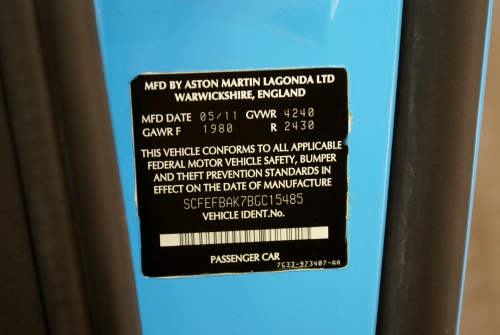 MFD BY ASTON MARTIN LAGONDA LTD
WARWICKSHIRE, ENGLAND
MFD DATE 05/11 GVWR 4240
GAWR F 1980 R 2430
THIS VEHICLE CONFORMS TO ALL APPLICABLE
FEDERAL MOTOR VEHICLE SAFETY, BUMPER
AND THEFT PREVENTION STANDARDS IN
EFFECT ON THE DATE OF MANUFACTURE
SCFEFBAK7BGC15485
VEHICLE IDENT.No.
PASSENGER CAR
7G33-973407-AA